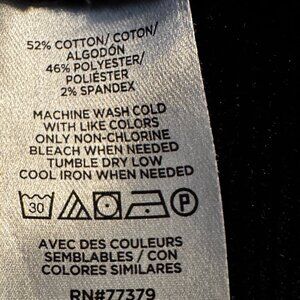 52% COTTON/ COTON/
ALGODÓN
46% POLYESTER/
POLIÉSTER
2% SPANDEX
MACHINE WASH COLD
WITH LIKE COLORS
ONLY NON-CHLORINE
BLEACH WHEN NEEDED
TUMBLE DRY LOW
COOL IRON WHEN NEEDED
30 P
AVEC DES COULEURS
SEMBLABLES / CON
COLORES SIMILARES
RN#77379